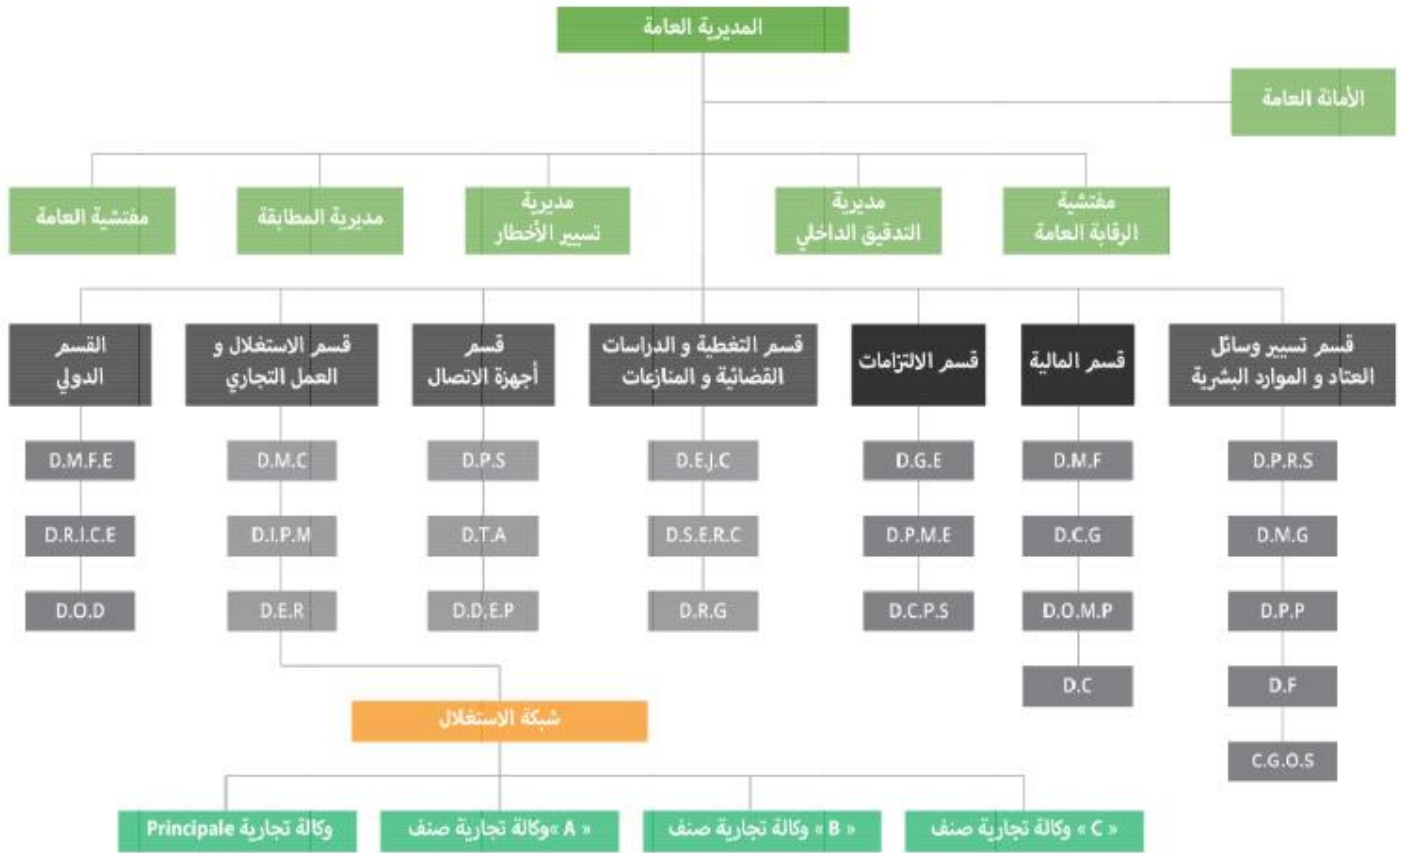 المديرية العامة
الأمانة العامة
مفتشية
الرقابة العامة
مديرية
التدقيق الداخلي
مديرية
تسيير الأخطار
مديرية المطابقة
مفتشية العامة
قسم تسيير وسائل
العتاد و الموارد البشرية
قسم المالية
قسم الالتزامات
قسم التغطية و الدراسات
القضائية و المنازعات
قسم
أجهزة الاتصال
قسم الاستغلال و
العمل التجاري
القسم
الدولي
D.P.R.S
D.M.F
D.G.E
D.E.J.C
D.P.S
D.M.C
D.M.F.E
D.M.G
D.C.G
D.P.M.E
D.S.E.R.C
D.T.A
D.I.P.M
D.R.I.C.E
D.P.P
D.O.M.P
D.C.P.S
D.R.G
D.D.E.P
D.E.R
D.O.D
D.F
D.C
C.G.O.S
شبكة الاستغلال
« C » وكالة تجارية صنف
« B » وكالة تجارية صنف
« A »وكالة تجارية صنف
وكالة تجارية Principale